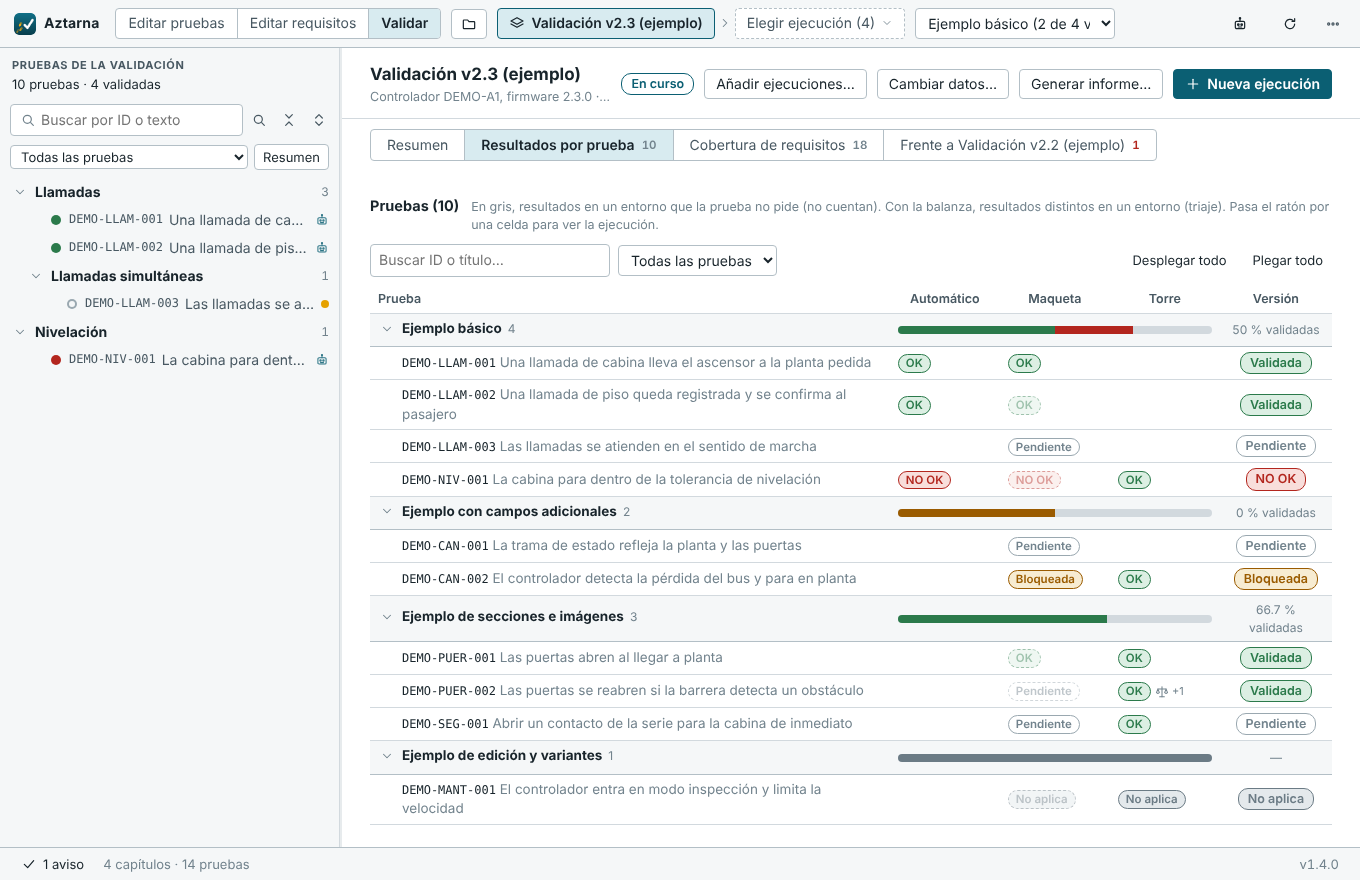 Aztarna
Editar pruebas
Editar requisitos
Validar
Validación v2.3 (ejemplo)
Elegir ejecución (4)
Ejemplo básico (2 de 4 v
PRUEBAS DE LA VALIDACIÓN
10 pruebas · 4 validadas
Buscar por ID o texto
Todas las pruebas
Resumen
Llamadas 3
DEMO-LLAM-001 Una llamada de ca...
DEMO-LLAM-002 Una llamada de pis...
Llamadas simultáneas 1
DEMO-LLAM-003 Las llamadas se a...
Nivelación 1
DEMO-NIV-001 La cabina para dent...
Validación v2.3 (ejemplo)
Controlador DEMO-A1, firmware 2.3.0 ·...
En curso
Añadir ejecuciones...
Cambiar datos...
Generar informe...
+ Nueva ejecución
Resumen
Resultados por prueba 10
Cobertura de requisitos 18
Frente a Validación v2.2 (ejemplo) 1
Pruebas (10)
En gris, resultados en un entorno que la prueba no pide (no cuentan). Con la balanza, resultados distintos en un entorno (triaje). Pasa el ratón por
una celda para ver la ejecución.
Buscar ID o título...
Todas las pruebas
Desplegar todo
Plegar todo
Prueba Automático Maqueta Torre Versión
Ejemplo básico 4 50 % validadas
DEMO-LLAM-001 Una llamada de cabina lleva el ascensor a la planta pedida OK OK Validada
DEMO-LLAM-002 Una llamada de piso queda registrada y se confirma al
pasajero OK OK Validada
DEMO-LLAM-003 Las llamadas se atienden en el sentido de marcha Pendiente Pendiente
DEMO-NIV-001 La cabina para dentro de la tolerancia de nivelación NO OK NO OK OK NO OK
Ejemplo con campos adicionales 2 0 % validadas
DEMO-CAN-001 La trama de estado refleja la planta y las puertas Pendiente Pendiente
DEMO-CAN-002 El controlador detecta la pérdida del bus y para en planta Bloqueada OK Bloqueada
Ejemplo de secciones e imágenes 3 66.7 %
validadas
DEMO-PUER-001 Las puertas abren al llegar a planta OK OK Validada
DEMO-PUER-002 Las puertas se reabren si la barrera detecta un obstáculo Pendiente OK +1 Validada
DEMO-SEG-001 Abrir un contacto de la serie para la cabina de inmediato Pendiente OK Pendiente
Ejemplo de edición y variantes 1 —
DEMO-MANT-001 El controlador entra en modo inspección y limita la
velocidad No aplica No aplica No aplica
1 aviso
4 capítulos · 14 pruebas
v1.4.0